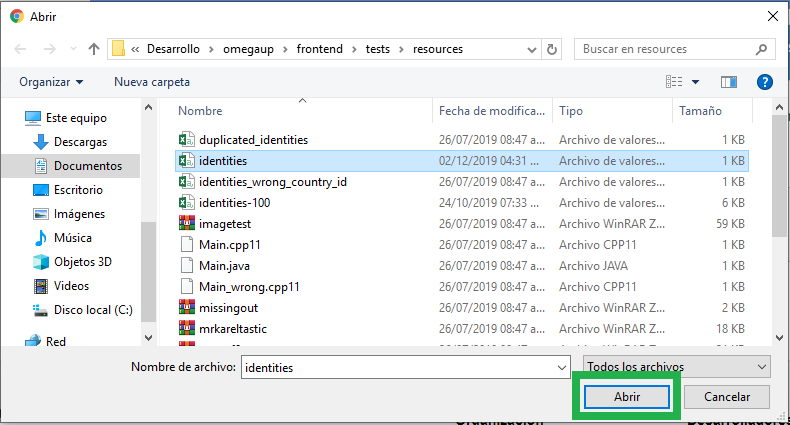 Abrir
« Desarrollo › omegaup › frontend › tests › resources
Buscar en resources
Organizar Nueva carpeta
Nombre Fecha de modifica... Tipo Tamaño
Este equipo
Descargas
Documentos
Escritorio
Imágenes
Música
Objetos 3D
Videos
Disco local (C:)
Red
duplicated_identities 26/07/2019 08:47 a... Archivo de valores... 1 KB
identities 02/12/2019 04:31 ... Archivo de valores... 1 KB
identities_wrong_country_id 26/07/2019 08:47 a... Archivo de valores... 1 KB
identities-100 24/10/2019 07:33 ... Archivo de valores... 6 KB
imagetest 26/07/2019 08:47 a... Archivo WinRAR Z... 59 KB
Main.cpp11 26/07/2019 08:47 a... Archivo CPP11 1 KB
Main.java 26/07/2019 08:47 a... Archivo JAVA 1 KB
Main_wrong.cpp11 26/07/2019 08:47 a... Archivo CPP11 1 KB
missingout 26/07/2019 08:47 a... Archivo WinRAR Z... 2 KB
mrkareltastic 26/07/2019 08:47 a... Archivo WinRAR Z... 18 KB
Nombre de archivo: identities Todos los archivos
Abrir Cancelar